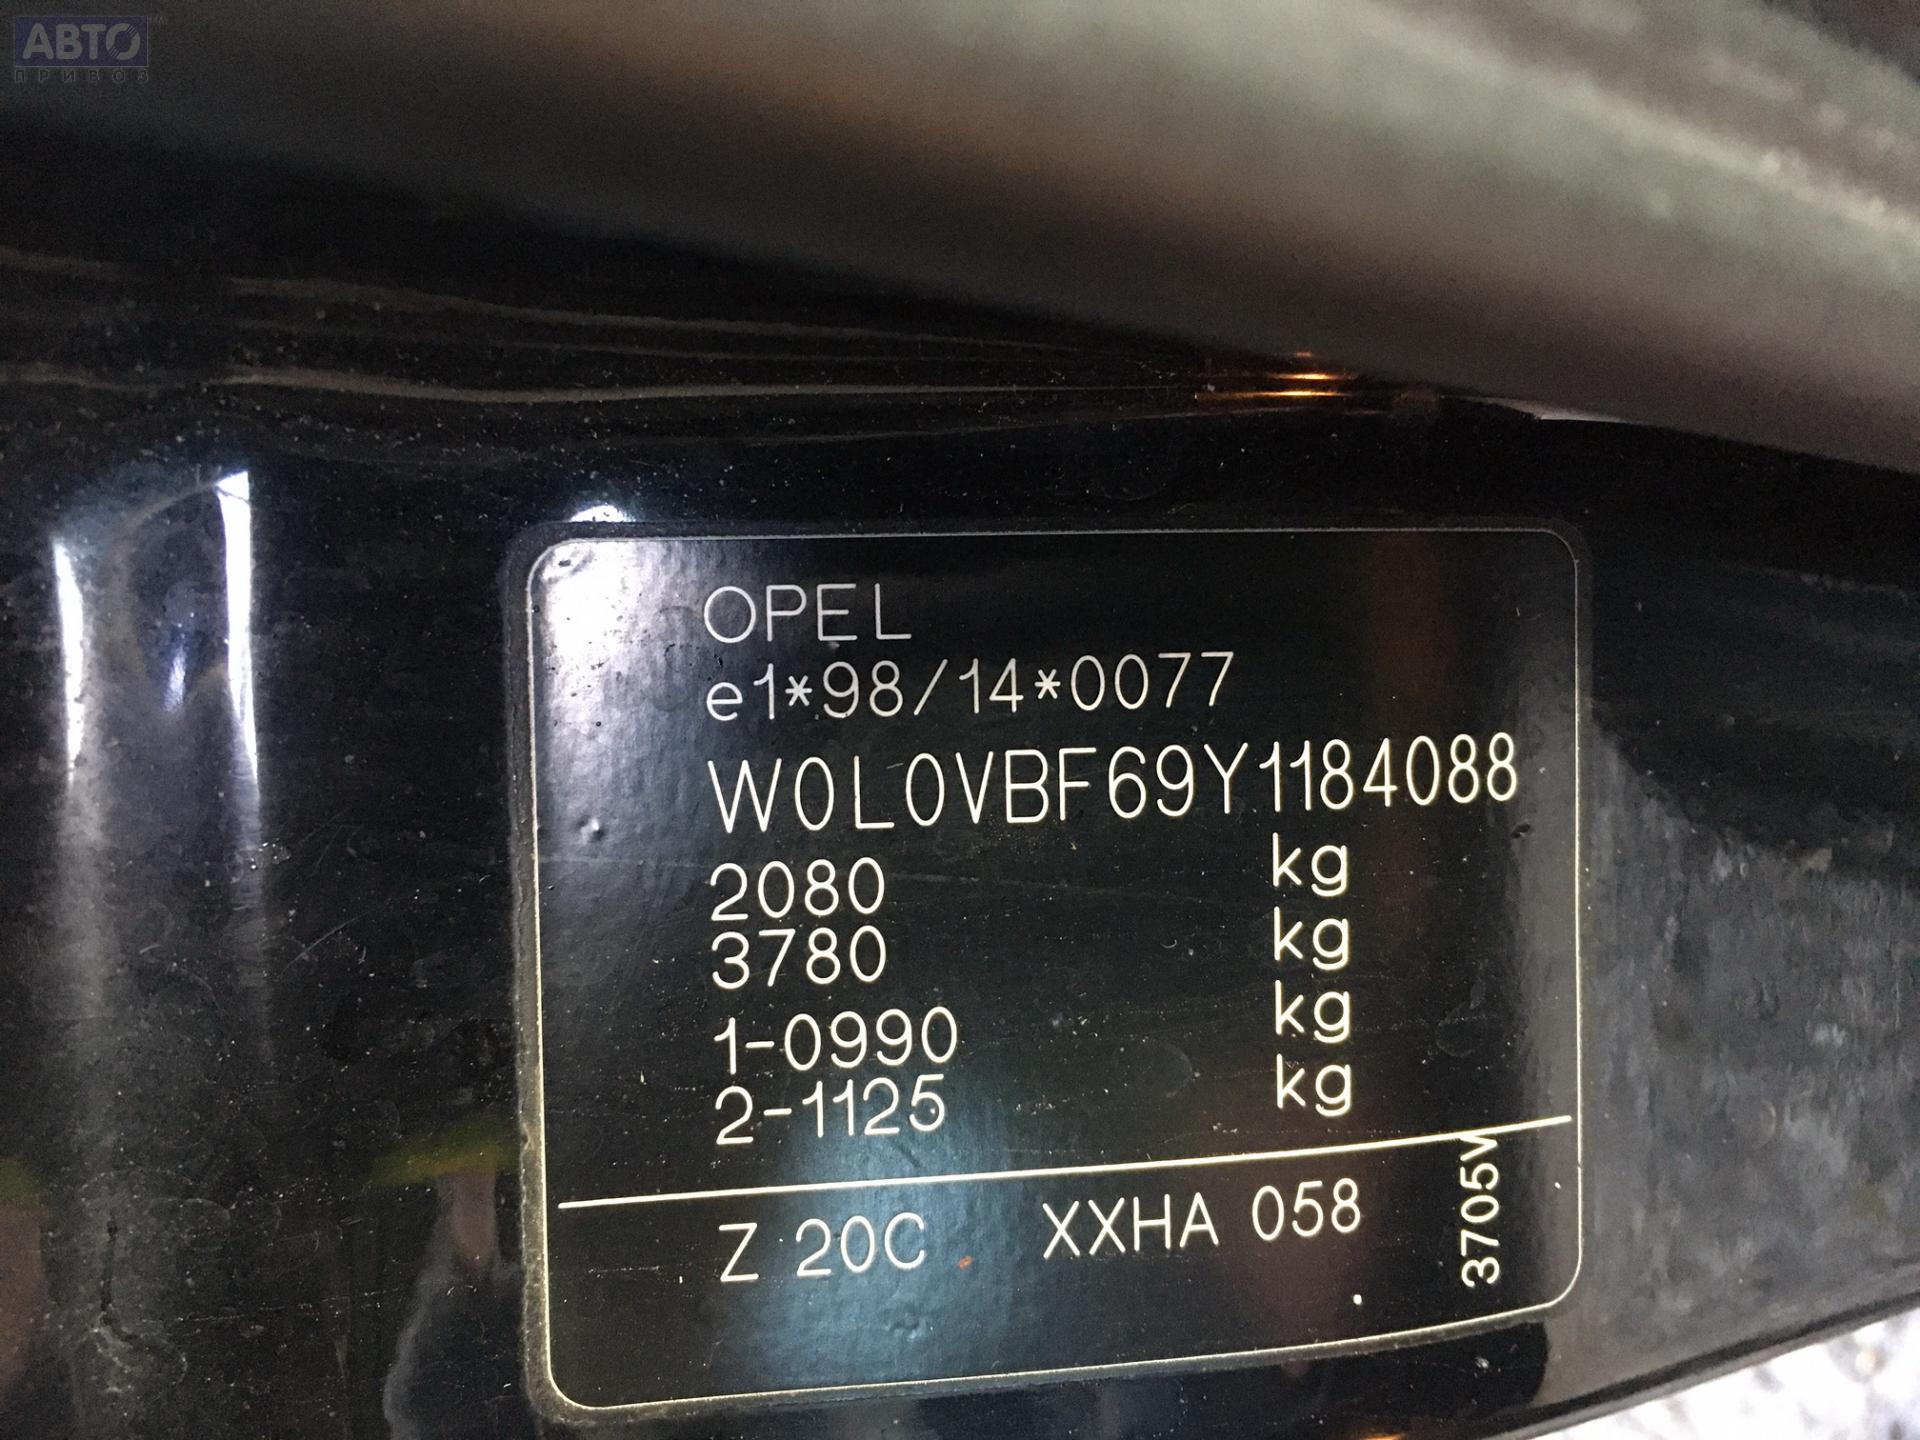 АВТО
ПРИВОЗ
OPEL
e1*98/14*0077
W0L0VBF69Y1184088
2080 kg
3780 kg
1-0990 kg
2-1125 kg
Z 20C XXHA 058
3705V